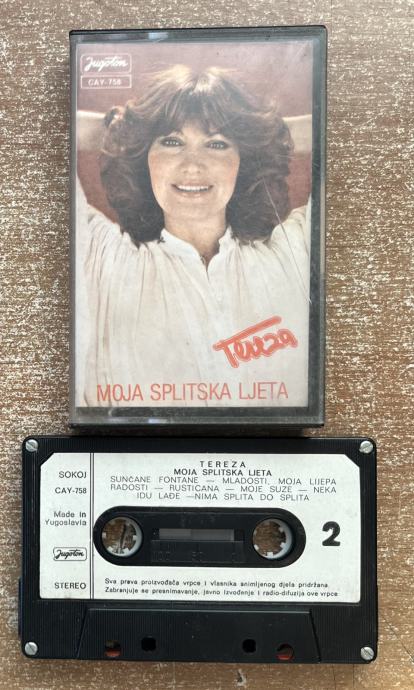 Jugoton
CAY-758
Tereza
MOJA SPLITSKA LJETA
TEREZA
MOJA SPLITSKA LJETA
SUNČANE FONTANE — MLADOSTI, MOJA LIJEPA
RADOSTI — RUSTICANA — MOJE SUZE — NEKA
IDU LAĐE —NIMA SPLITA DO SPLITA
SOKOJ
CAY-758
Made in
Yugoslavia
Jugoton
STEREO
2
Sva prava proizvođača vrpce i vlasnika snimljenog djela pridržana.
Zabranjuje se presnimavanje, javno izvođenje i radio-difuzija ove vrpce